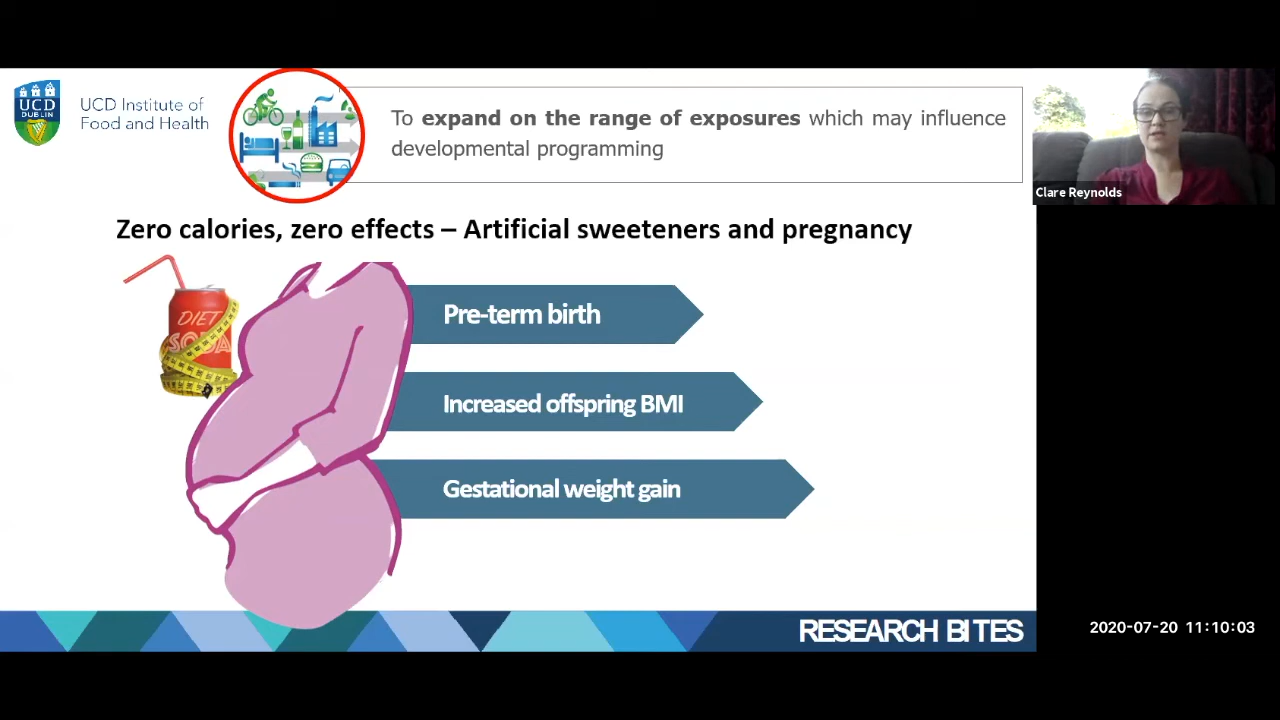 UCD
DUBLIN
UCD Institute of
Food and Health
To expand on the range of exposures which may influence
developmental programming
Clare Reynolds
Zero calories, zero effects – Artificial sweeteners and pregnancy
DIET
SODA
Pre-term birth
Increased offspring BMI
Gestational weight gain
RESEARCH BITES
2020-07-20 11:10:03